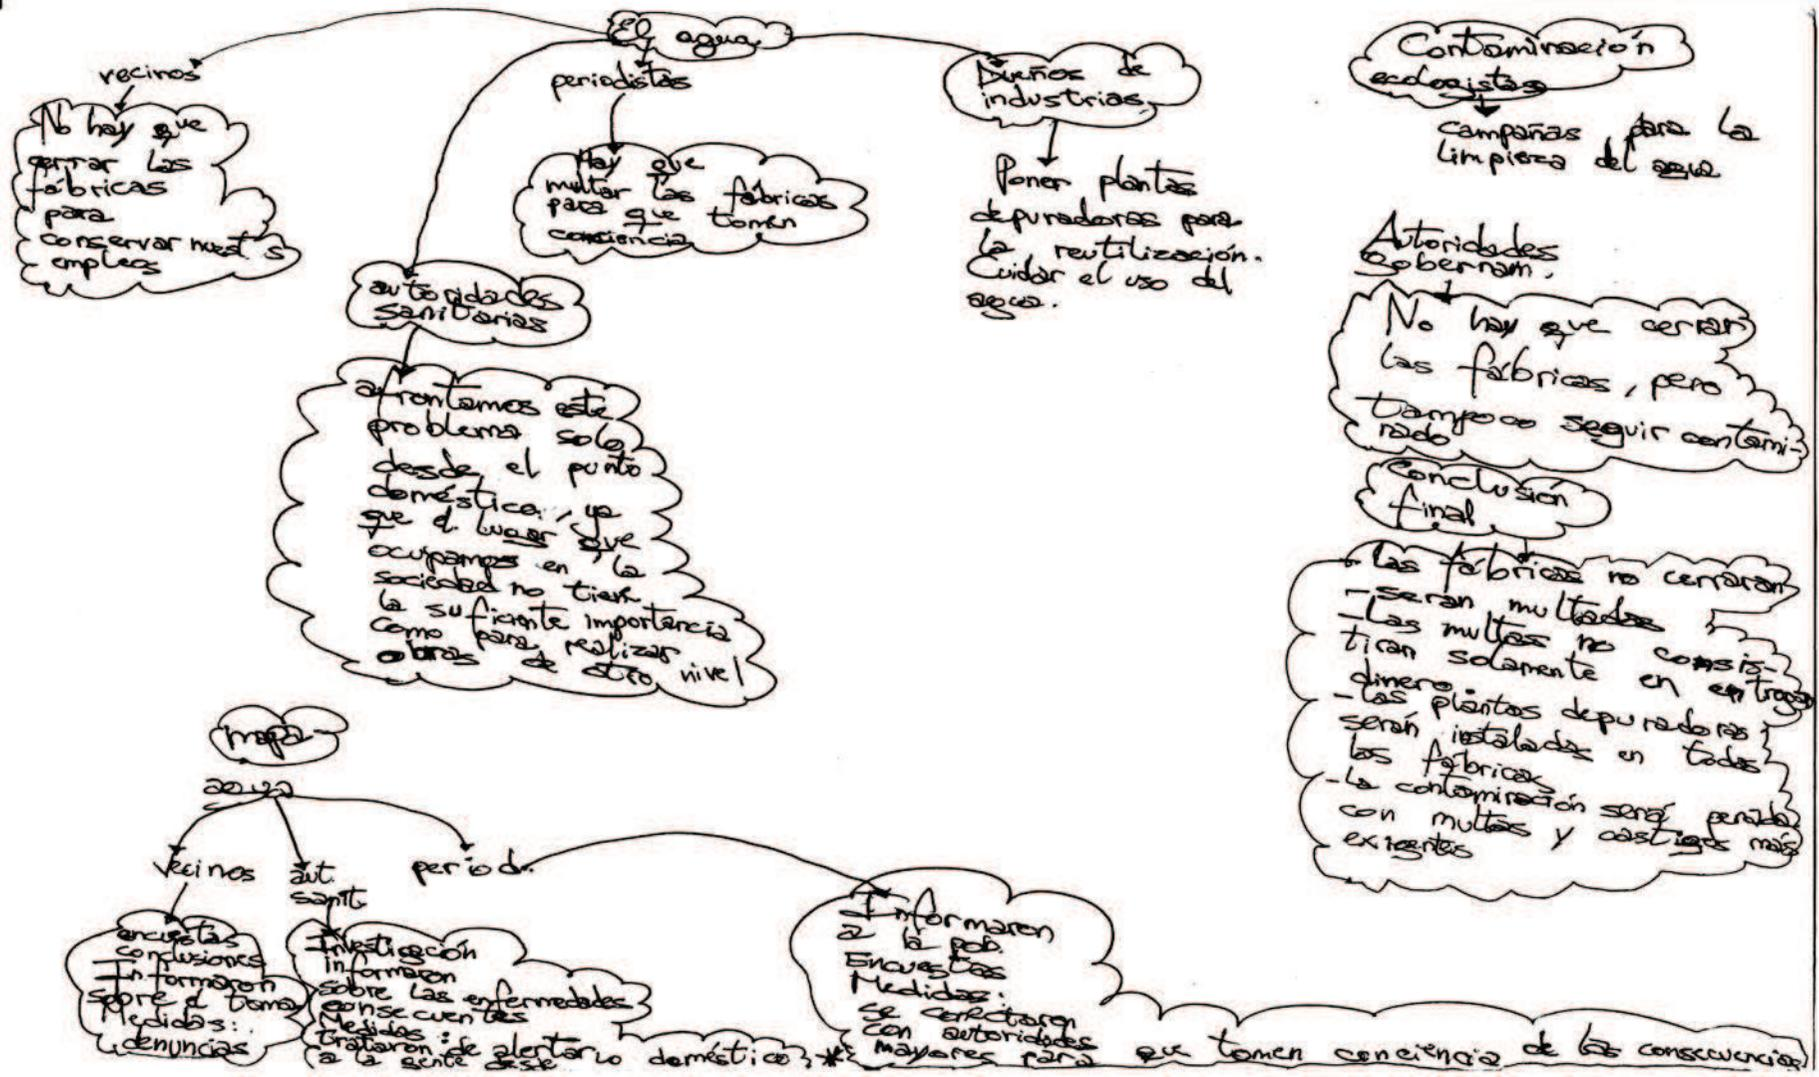 El agua
vecinos
No hay que
cerrar las
fábricas
para
conservar nuest s
empleos
periodistas
Hay que
multar las fábricas
para que tomen
conciencia
Dueños de
industrias
Poner plantas
depuradoras para
la reutilización.
Cuidar el uso del
agua.
autoridades
sanitarias
afrontamos este
problema solo
desde el punto
doméstico, ya
que el lugar que
ocupamos en la
sociedad no tiene
la suficiente importancia
como para realizar
obras de otro nivel
Contaminación
ecologistas
campañas para la
limpieza del agua
Autoridades
Gobernam.
No hay que cerrar
las fábricas, pero
tampoco seguir contami-
nado
Conclusión
final
- Las fábricas no cerraran
- seran multadas
- Las multas no consis-
tiran solamente en entregar
dinero.
- las plantas depuradoras
serán instaladas en todas
las fábricas
- La contaminación será penada
con multas y castigos más
exigentes
mapa
agua
vecinos
encuestas
conclusiones
Informaron
sobre el tema
Medidas:
denuncias
aut.
sanit.
Investigación
informaron
sobre las enfermedades
consecuentes
Medidas:
trataron de alertar
a la gente desde lo doméstico *
period.
Informaron
a la pob.
Encuestas
Medidas:
se conectaron
con autoridades
mayores para que tomen conciéncia de las consecuencias